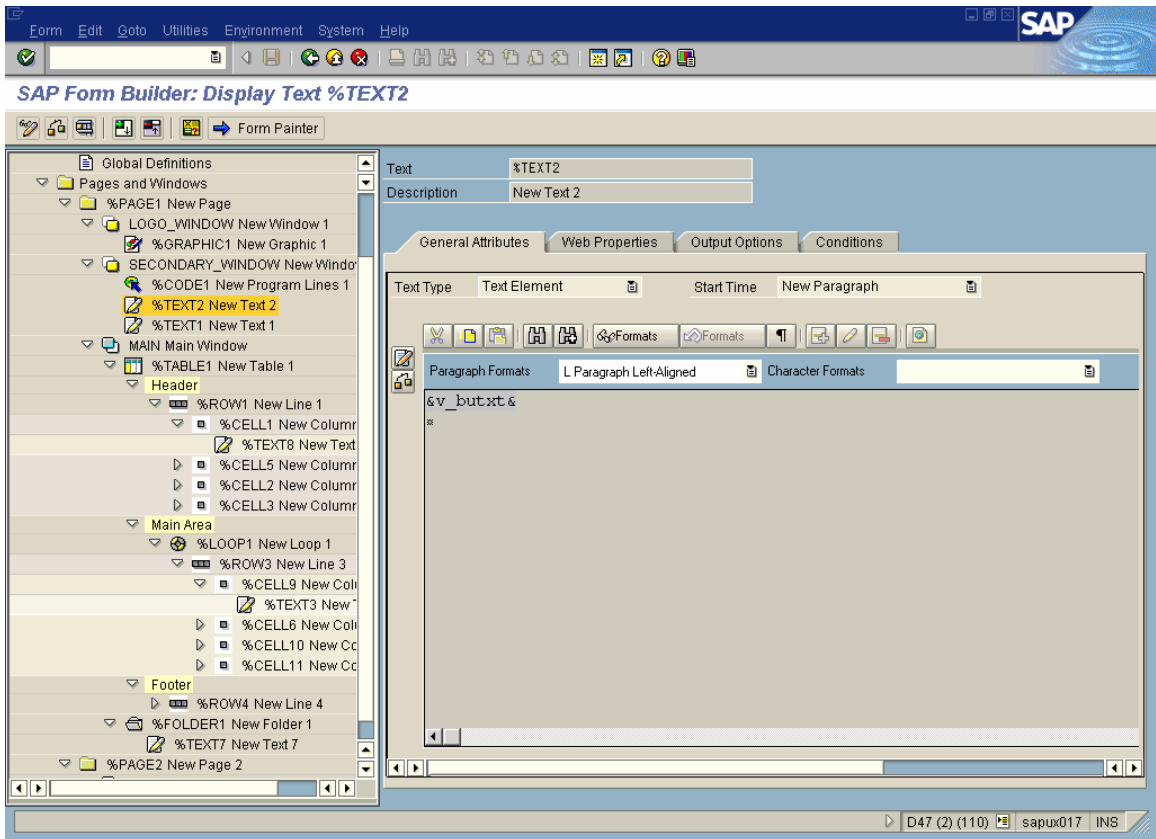 Form Edit Goto Utilities Environment System Help
SAP
SAP Form Builder: Display Text %TEXT2
Form Painter
Global Definitions
Pages and Windows
%PAGE1 New Page
LOGO_WINDOW New Window 1
%GRAPHIC1 New Graphic 1
SECONDARY_WINDOW New Windo
%CODE1 New Program Lines 1
%TEXT2 New Text 2
%TEXT1 New Text 1
MAIN Main Window
%TABLE1 New Table 1
Header
%ROW1 New Line 1
%CELL1 New Column
%TEXT8 New Text
%CELL5 New Column
%CELL2 New Column
%CELL3 New Column
Main Area
%LOOP1 New Loop 1
%ROW3 New Line 3
%CELL9 New Colu
%TEXT3 New T
%CELL6 New Colu
%CELL10 New Co
%CELL11 New Co
Footer
%ROW4 New Line 4
%FOLDER1 New Folder 1
%TEXT7 New Text 7
%PAGE2 New Page 2
Text %TEXT2
Description New Text 2
General Attributes Web Properties Output Options Conditions
Text Type Text Element Start Time New Paragraph
Formats Formats
Paragraph Formats L Paragraph Left-Aligned Character Formats
&v_butxt&
D47 (2) (110) sapux017 INS